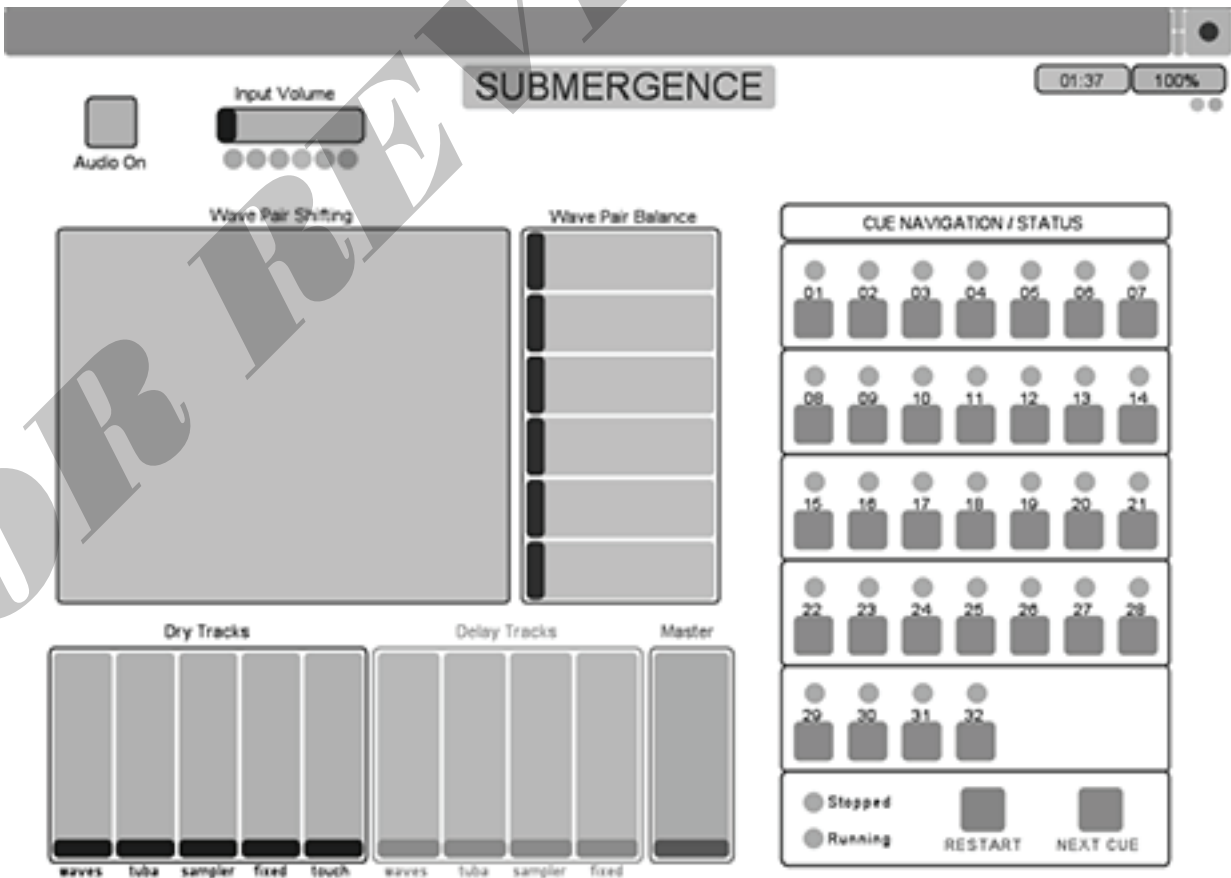 SUBMERGENCE
01:37 100%
Input Volume
Audio On
Wave Pair Shifting
Wave Pair Balance
CUE NAVIGATION / STATUS
01 02 03 04 05 06 07
08 09 10 11 12 13 14
15 16 17 18 19 20 21
22 23 24 25 26 27 28
29 30 31 32
Stopped
Running
RESTART NEXT CUE
Dry Tracks
Delay Tracks
Master
waves tuba sampler fixed touch
waves tuba sampler fixed
OR REV